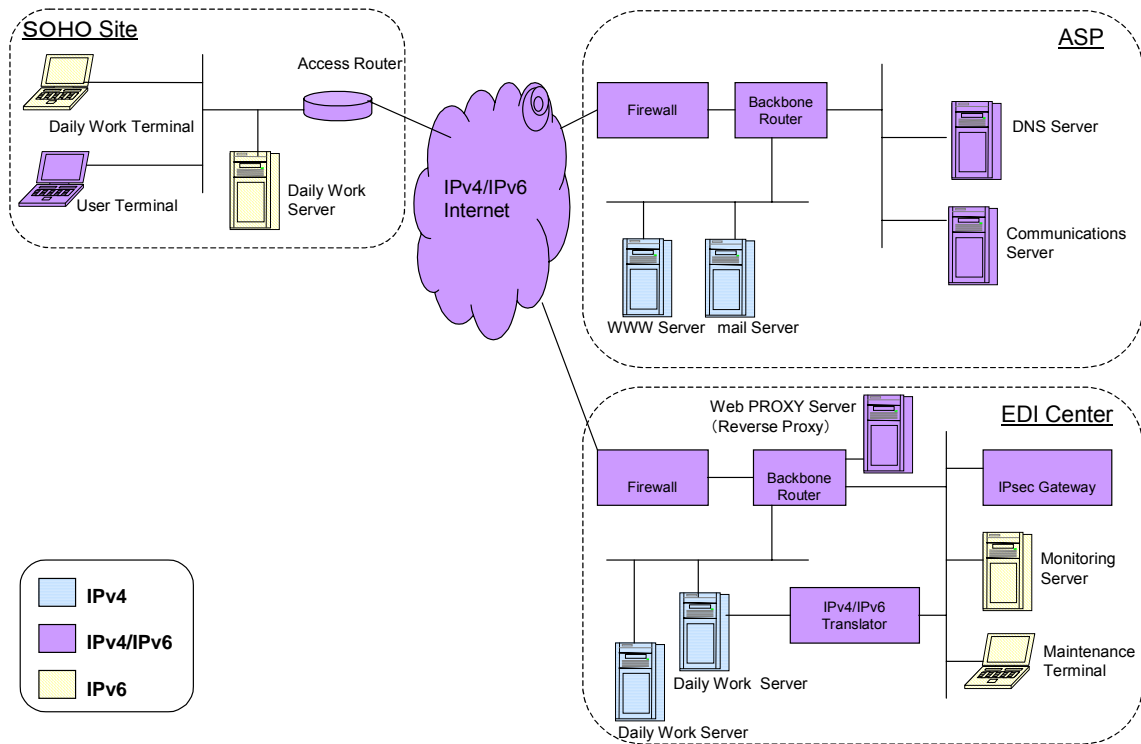 SOHO Site
Access Router
Daily Work Terminal
User Terminal
Daily Work
Server
IPv4/IPv6
Internet
ASP
Firewall
Backbone
Router
DNS Server
Communications
Server
WWW Server
mail Server
EDI Center
Web PROXY Server
（Reverse Proxy）
Firewall
Backbone
Router
IPsec Gateway
Monitoring
Server
IPv4/IPv6
Translator
Maintenance
Terminal
Daily Work Server
Daily Work Server
IPv4
IPv4/IPv6
IPv6